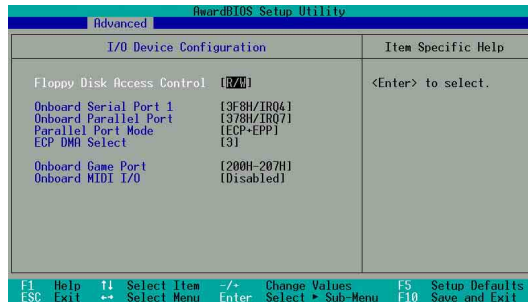 AwardBIOS Setup Utility
Advanced
I/O Device Configuration
Item Specific Help
Floppy Disk Access Control [R/W]
<Enter> to select.
Onboard Serial Port 1 [3F8H/IRQ4]
Onboard Parallel Port [378H/IRQ7]
Parallel Port Mode [ECP+EPP]
ECP DMA Select [3]
Onboard Game Port [200H-207H]
Onboard MIDI I/O [Disabled]
F1 Help ↑↓ Select Item -/+ Change Values F5 Setup Defaults
ESC Exit ←→ Select Menu Enter Select ► Sub-Menu F10 Save and Exit